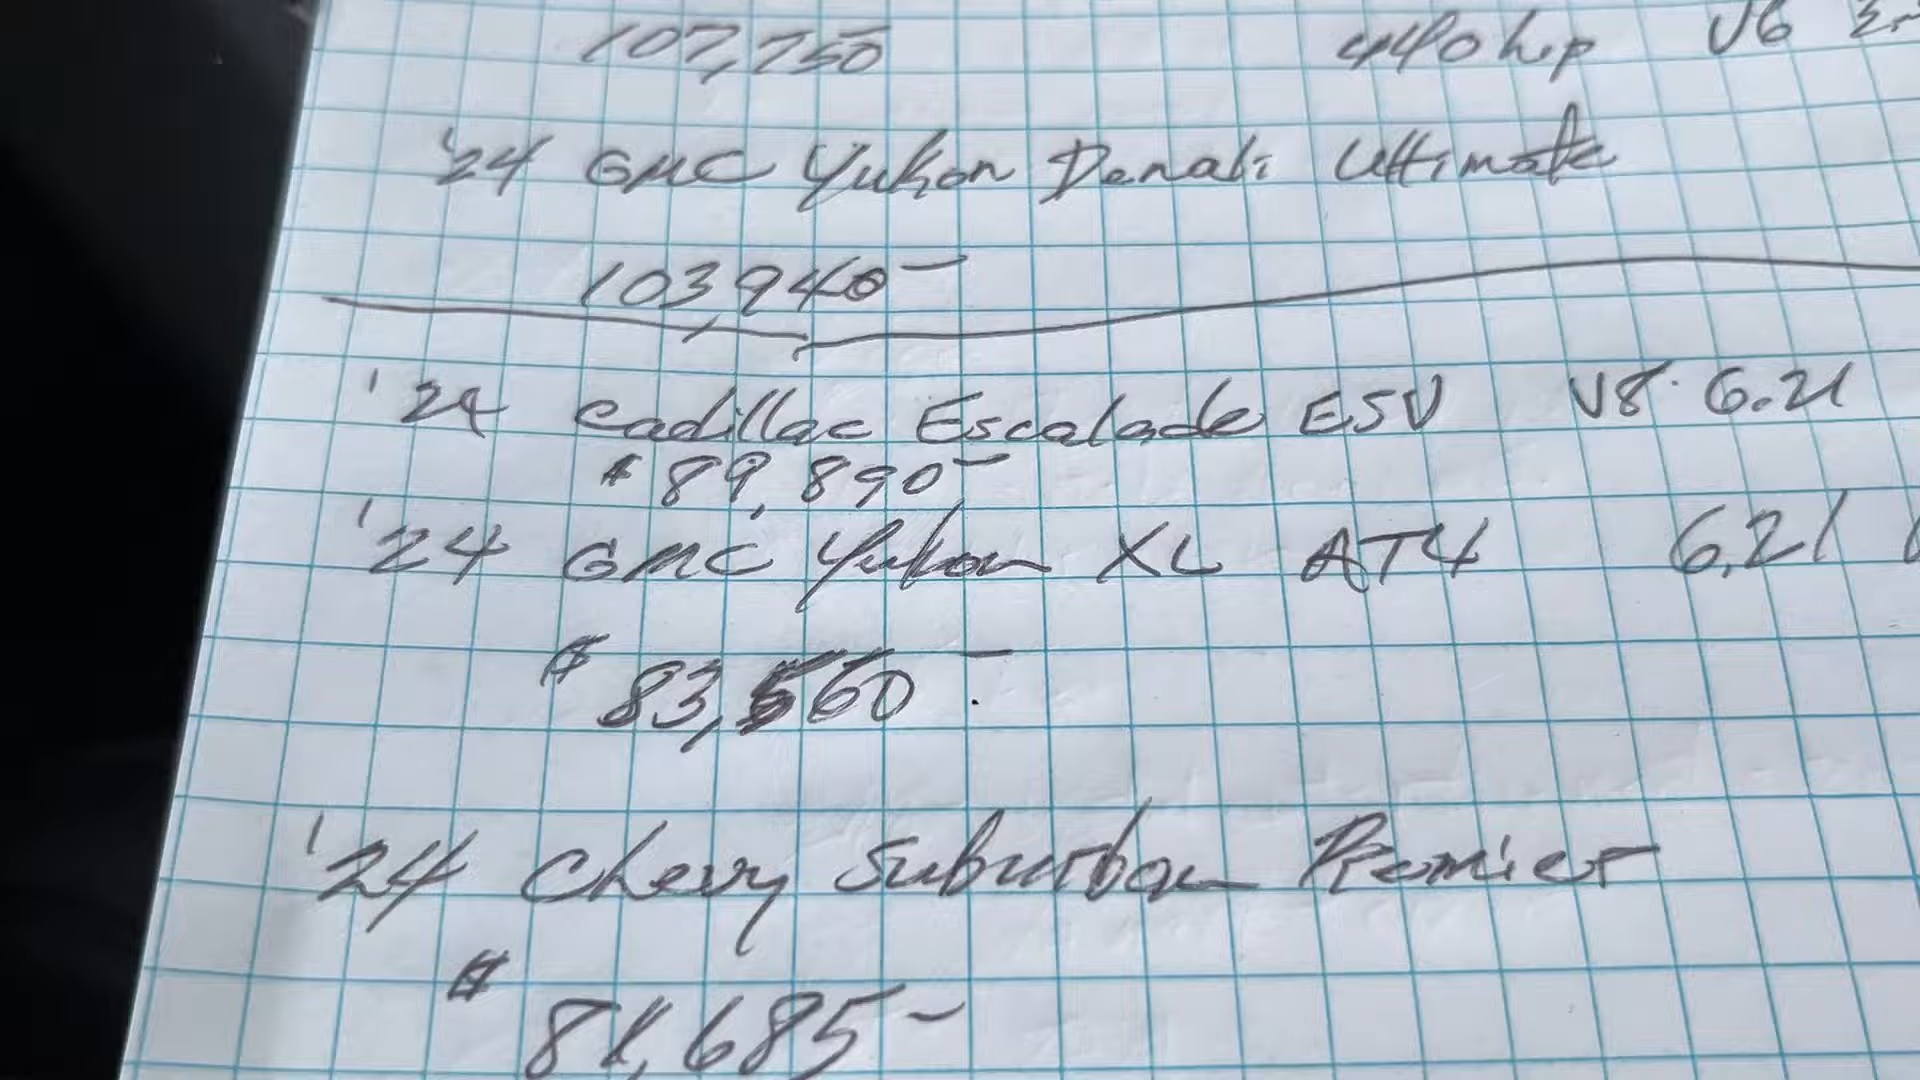 107,750 440 hp V6
'24 GMC Yukon Denali Ultimate
103,940-
'24 Cadillac Escalade ESV V8 6.2l
$89,890-
'24 GMC Yukon XL AT4 6.2l
$83,560-
'24 Chevy Suburban Premier
$81,685-